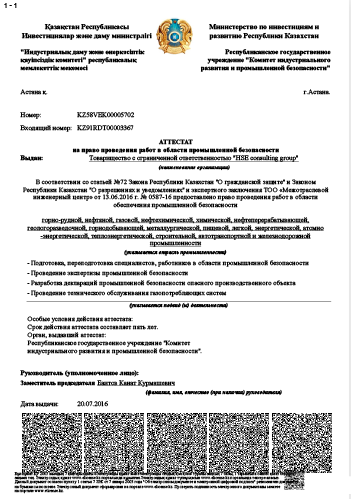 1 - 1
Қазақстан Республикасы
Инвестициялар және даму министрлігі
Министерство по инвестициям и
развитию Республики Казахстан
"Индустриялық даму және өнеркәсіптік
қауіпсіздік комитеті" республикалық
мемлекеттік мекемесі
Республиканское государственное
учреждение "Комитет индустриального
развития и промышленной безопасности"
Астана қ.
г.Астана.
Номер: KZ58VEK00005702
Входящий номер: KZ91RDT00003367
АТТЕСТАТ
на право проведения работ в области промышленной безопасности
Выдан: Товарищество с ограниченной ответственностью "HSE consulting group"
(наименование организации)
В соответствии со статьей №72 Закона Республики Казахстан "О гражданской защите" и Законом
Республики Казахстан "О разрешениях и уведомлениях" и экспертного заключения ТОО «Межотраслевой
инженерный центр» от 13.06.2016 г. № 0587-16 предоставлено право проведения работ в области
обеспечения промышленной безопасности
горно-рудной, нефтяной, газовой, нефтехимической, химической, нефтеперерабатывающей,
геологоразведочной, горнодобывающей, металлургической, пищевой, легкой, энергетической, атомно
-энергетической, теплоэнергетической, строительной, автотранспортной и железнодорожной
промышленности
(указывается отрасль промышленности)
- Подготовка, переподготовка специалистов, работников в области промышленной безопасности
- Проведение экспертизы промышленной безопасности
- Разработка деклараций промышленной безопасности опасного производственного объекта
- Проведение технического обслуживания газопотребляющих систем
(указывается подвид (и) деятельности)
Особые условия действия аттестата:
Срок действия аттестата составляет пять лет.
Орган, выдавший аттестат:
Республиканское государственное учреждение "Комитет
индустриального развития и промышленной безопасности".
Руководитель (уполномоченное лицо):
Заместитель председателя Баитов Канат Курмашевич
(фамилия, имя, отчество (при наличии) руководителя)
Дата выдачи: 20.07.2016